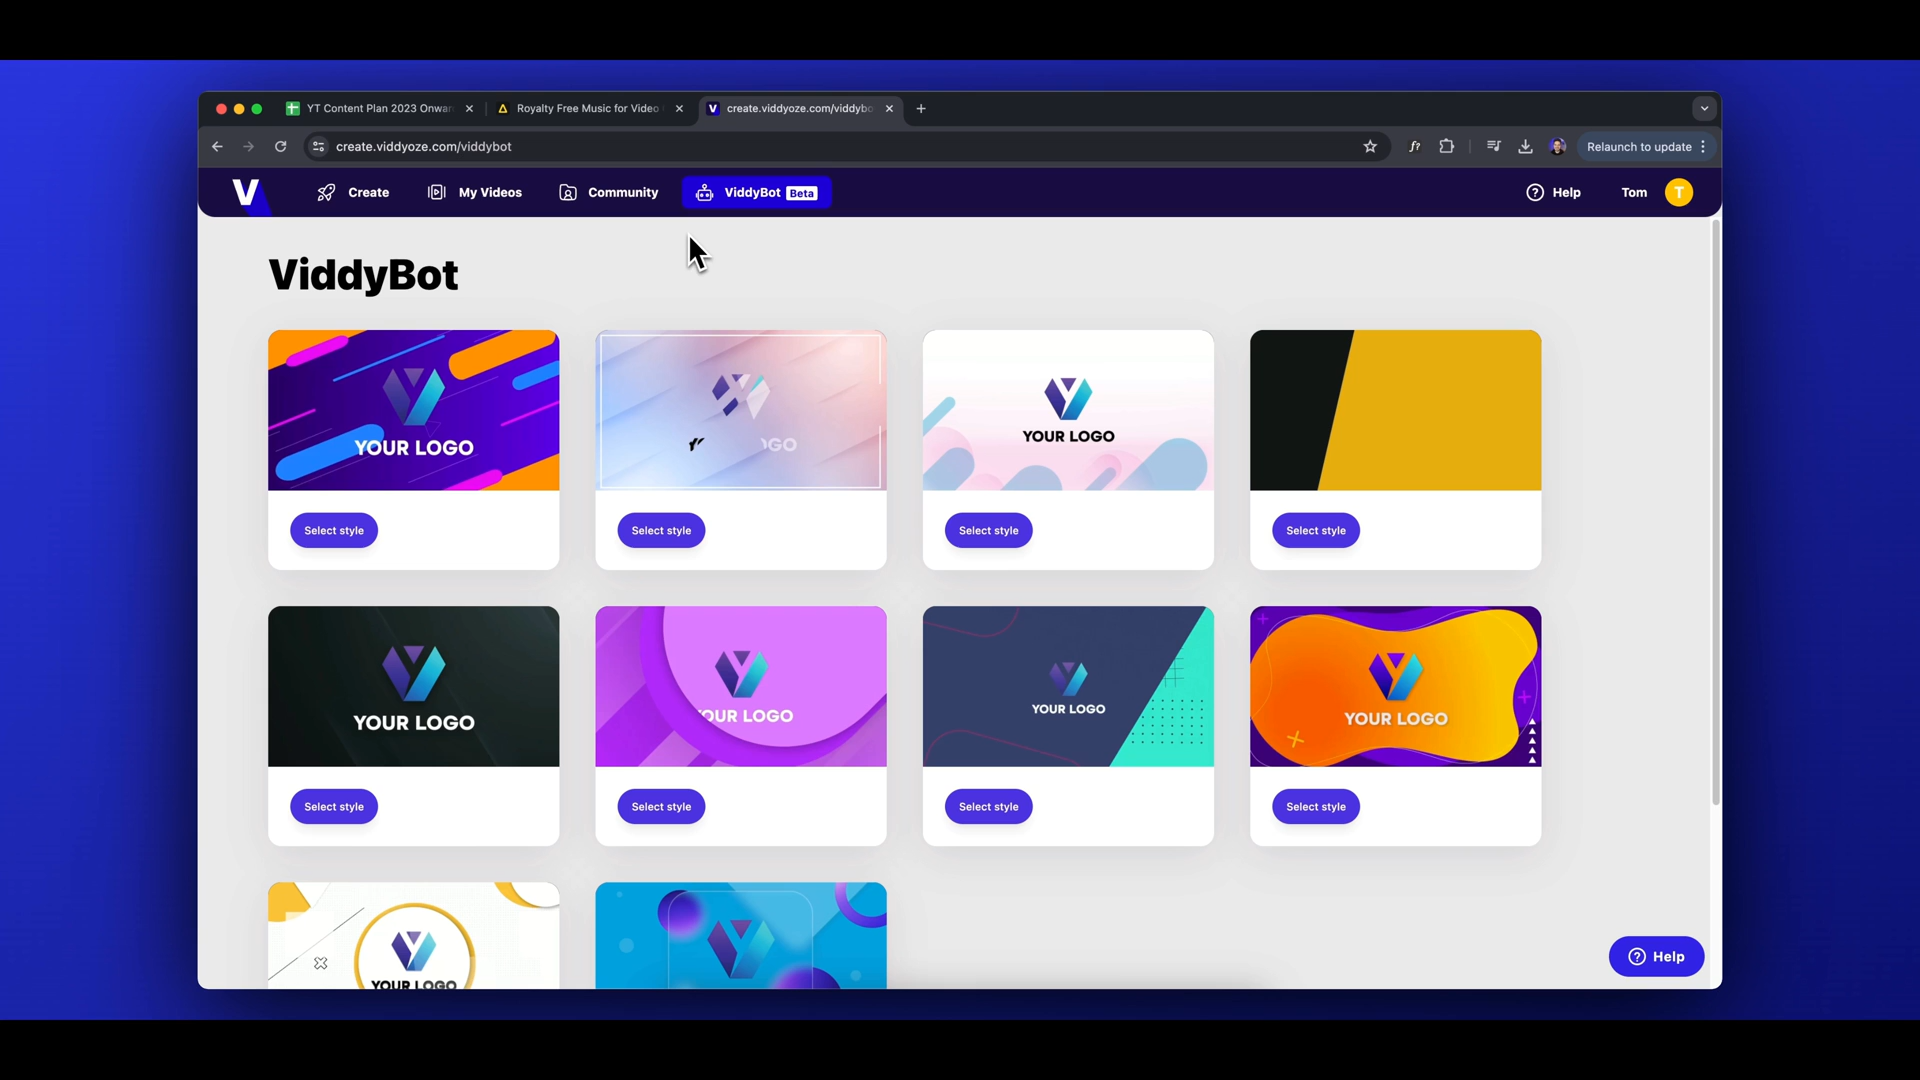 YT Content Plan 2023 Onwar
Royalty Free Music for Video
create.viddyoze.com/viddybo
create.viddyoze.com/viddybot
Relaunch to update
V
Create
My Videos
Community
ViddyBot Beta
Help
Tom
T
ViddyBot
YOUR LOGO
OGO
YOUR LOGO
Select style
Select style
Select style
Select style
YOUR LOGO
OUR LOGO
YOUR LOGO
YOUR LOGO
Select style
Select style
Select style
Select style
YOUR LOGO
Help